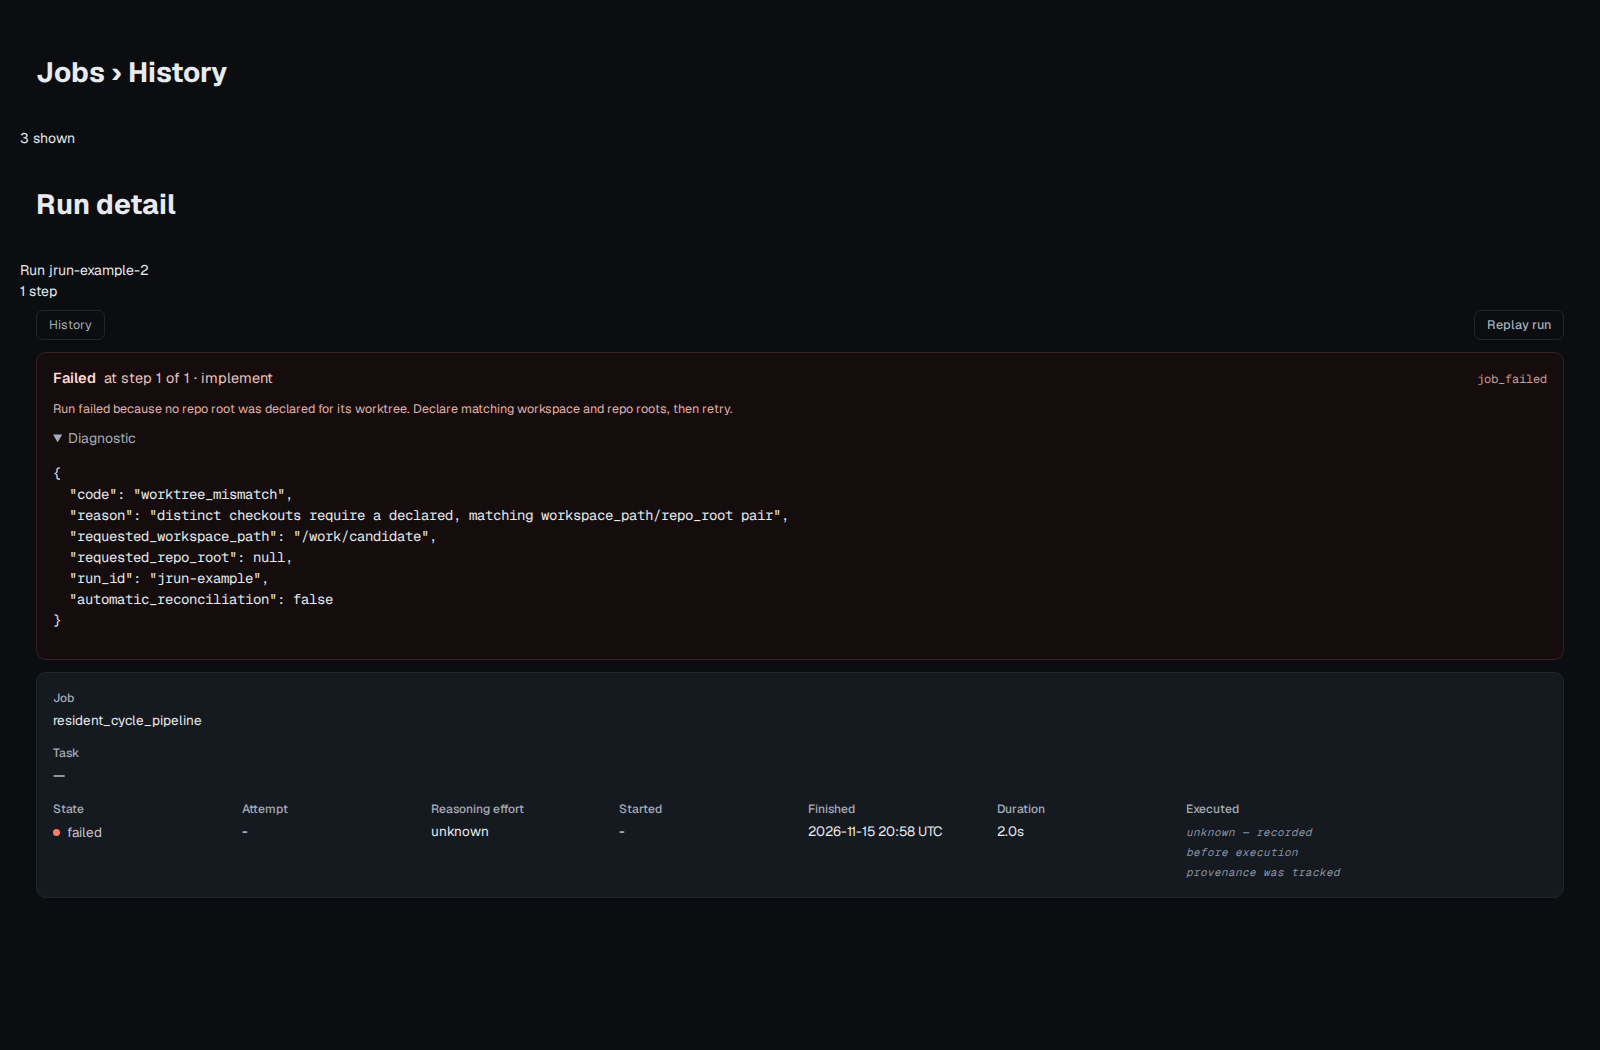 Jobs › History
3 shown
Run detail
Run jrun-example-2
1 step
History
Replay run
Failed at step 1 of 1 · implement
job_failed
Run failed because no repo root was declared for its worktree. Declare matching workspace and repo roots, then retry.
▼ Diagnostic
{
  "code": "worktree_mismatch",
  "reason": "distinct checkouts require a declared, matching workspace_path/repo_root pair",
  "requested_workspace_path": "/work/candidate",
  "requested_repo_root": null,
  "run_id": "jrun-example",
  "automatic_reconciliation": false
}
Job
resident_cycle_pipeline
Task
—
State
failed
Attempt
-
Reasoning effort
unknown
Started
-
Finished
2026-11-15 20:58 UTC
Duration
2.0s
Executed
unknown — recorded
before execution
provenance was tracked